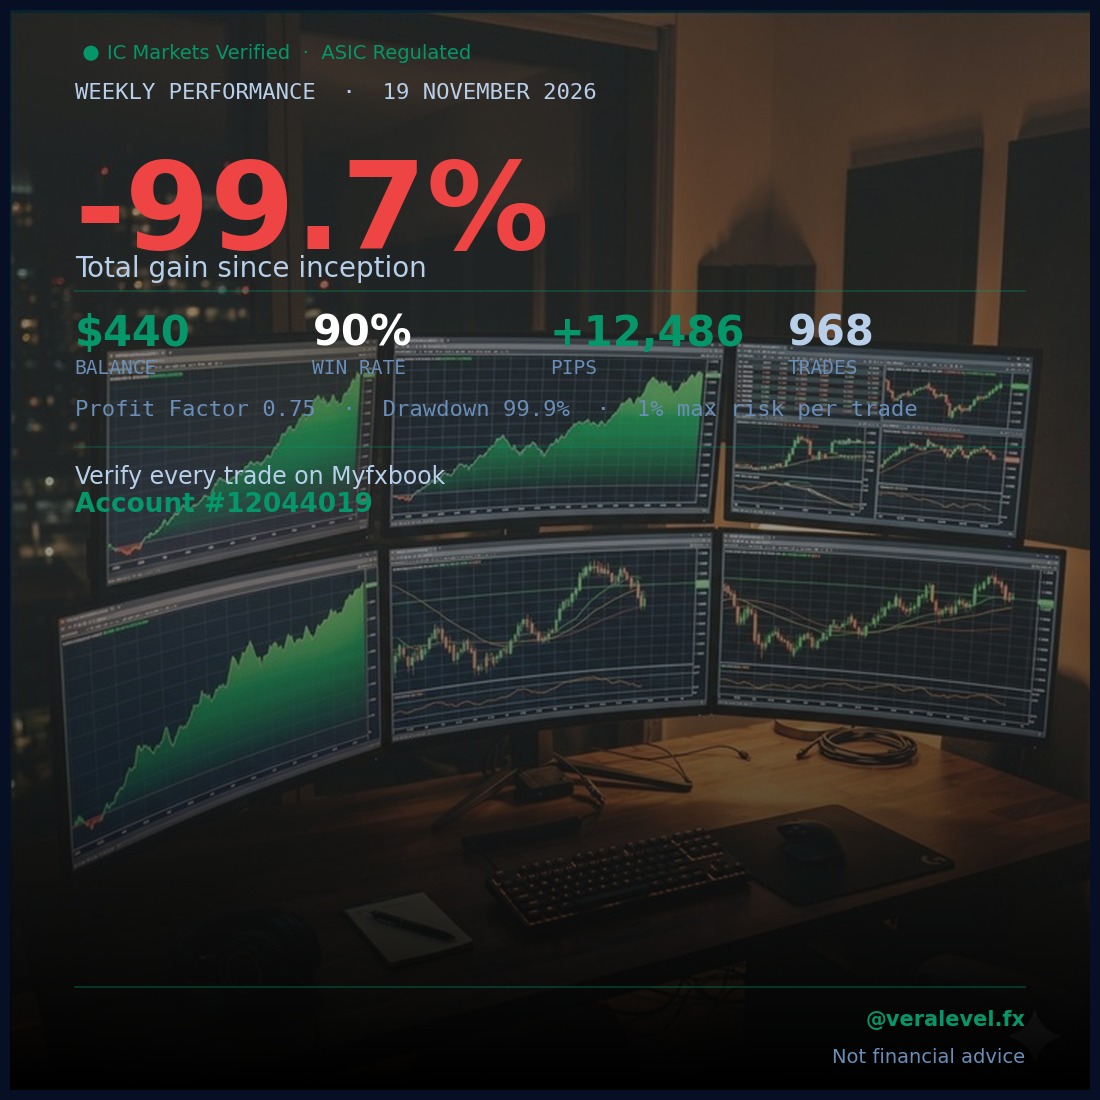 ● IC Markets Verified · ASIC Regulated
WEEKLY PERFORMANCE · 19 NOVEMBER 2026
-99.7%
Total gain since inception
$440 90% +12,486 968
BALANCE WIN RATE PIPS TRADES
Profit Factor 0.75 · Drawdown 99.9% · 1% max risk per trade
Verify every trade on Myfxbook
Account #12044019
@veralevel.fx
Not financial advice